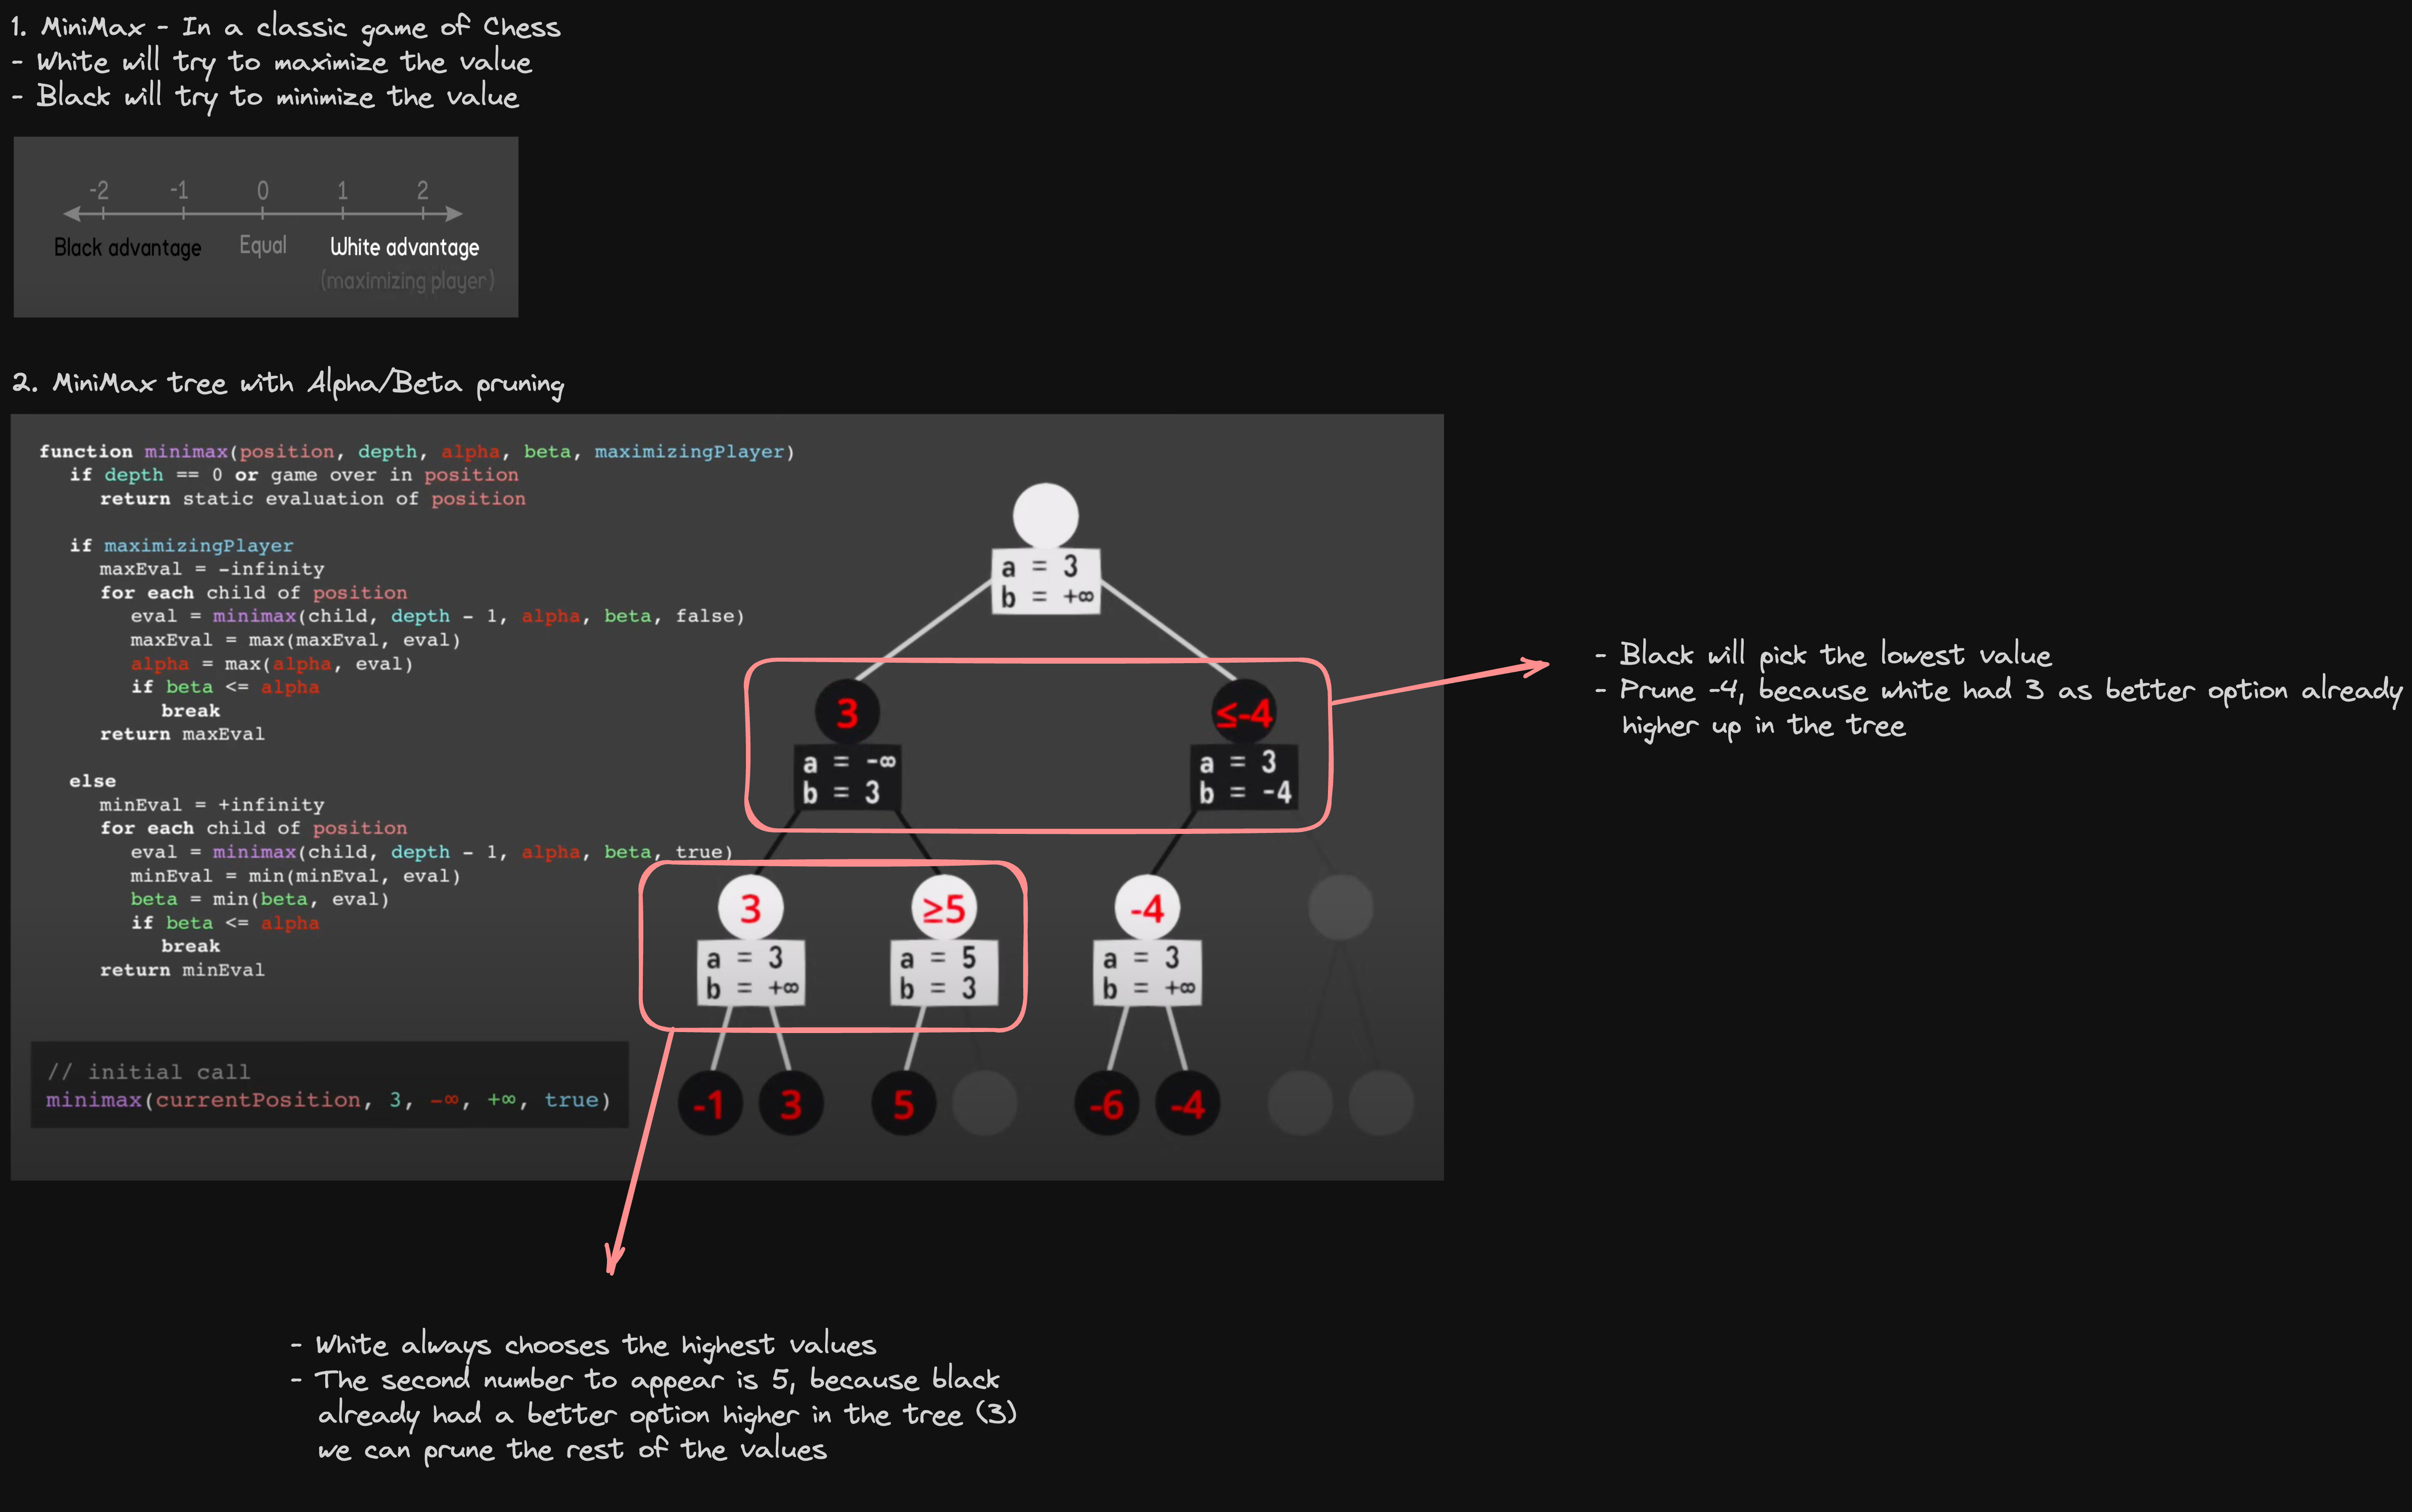 1. MiniMax - In a classic game of Chess
- White will try to maximize the value
- Black will try to minimize the value
-2 -1 0 1 2
Black advantage Equal White advantage
(maximizing player)
2. MiniMax tree with Alpha/Beta pruning
function minimax(position, depth, alpha, beta, maximizingPlayer)
if depth == 0 or game over in position
return static evaluation of position
if maximizingPlayer
maxEval = -infinity
for each child of position
eval = minimax(child, depth - 1, alpha, beta, false)
maxEval = max(maxEval, eval)
alpha = max(alpha, eval)
if beta <= alpha
break
return maxEval
else
minEval = +infinity
for each child of position
eval = minimax(child, depth - 1, alpha, beta, true)
minEval = min(minEval, eval)
beta = min(beta, eval)
if beta <= alpha
break
return minEval
// initial call
minimax(currentPosition, 3, -∞, +∞, true)
a = 3
b = +∞
3 ≤-4
a = -∞ a = 3
b = 3 b = -4
3 ≥5 -4
a = 3 a = 5 a = 3
b = +∞ b = 3 b = +∞
-1 3 5 -6 -4
- Black will pick the lowest value
- Prune -4, because white had 3 as better option already
higher up in the tree
- White always chooses the highest values
- The second number to appear is 5, because black
already had a better option higher in the tree (3)
we can prune the rest of the values